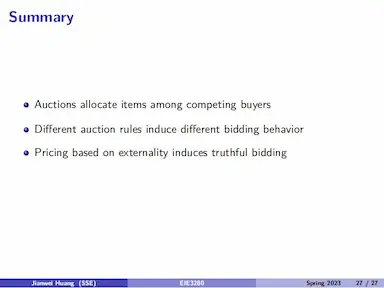 Summary
Auctions allocate items among competing buyers
Different auction rules induce different bidding behavior
Pricing based on externality induces truthful bidding
Jianwei Huang (SSE) EIE3280 Spring 2023 27 / 27